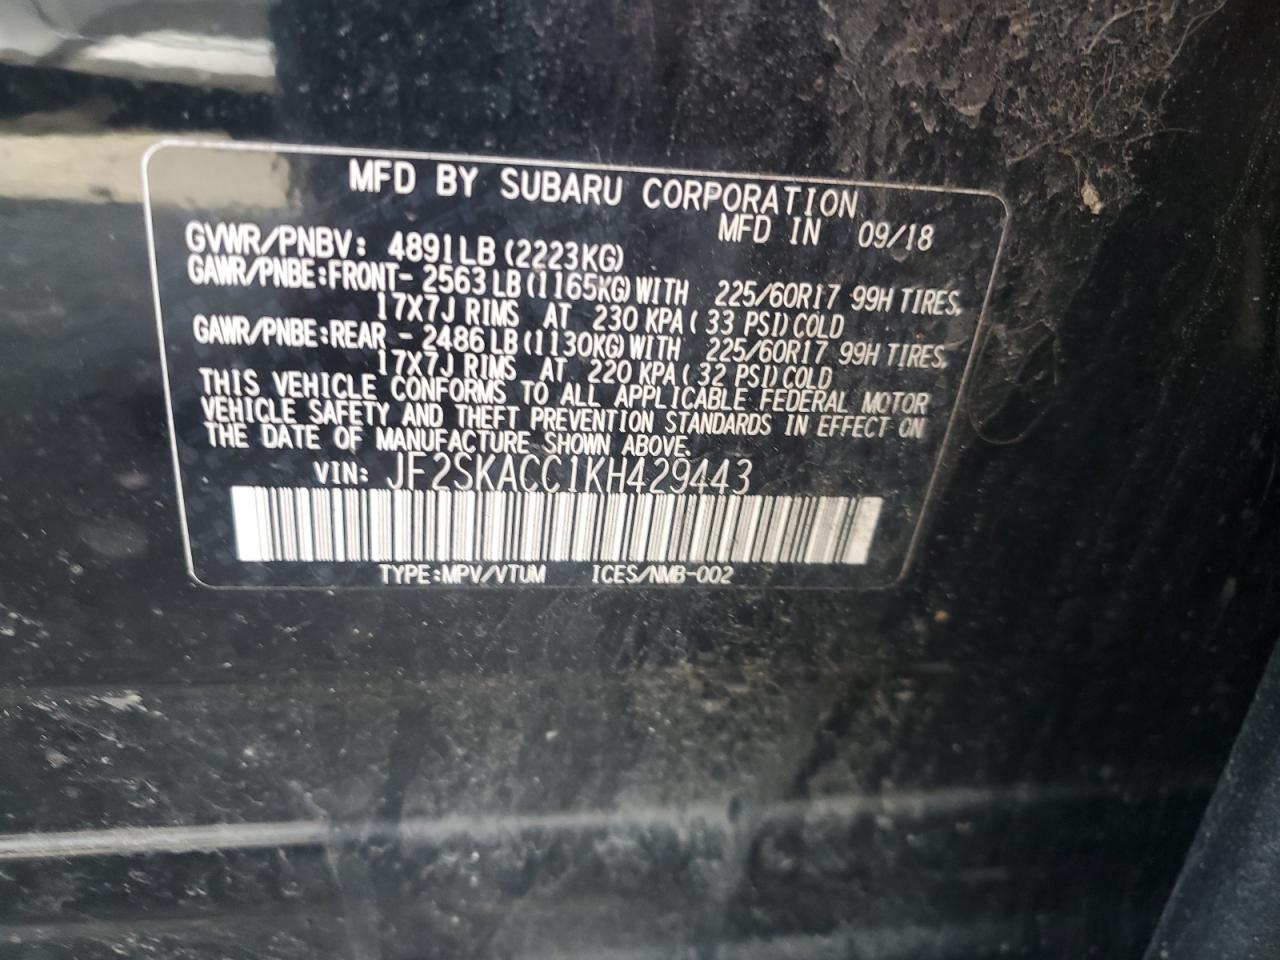 MFD BY SUBARU CORPORATION
MFD IN 09/18
GVWR/PNBV: 4891LB (2223KG)
GAWR/PNBE:FRONT- 2563LB (1165KG) WITH 225/60R17 99H TIRES,
17X7J RIMS AT 230 KPA ( 33 PSI) COLD
GAWR/PNBE:REAR - 2486LB (1130KG) WITH 225/60R17 99H TIRES,
17X7J RIMS AT 220 KPA ( 32 PSI) COLD
THIS VEHICLE CONFORMS TO ALL APPLICABLE FEDERAL MOTOR
VEHICLE SAFETY AND THEFT PREVENTION STANDARDS IN EFFECT ON
THE DATE OF MANUFACTURE SHOWN ABOVE.
VIN: JF2SKACC1KH429443
TYPE:MPV/VTUM ICES/NMB-002